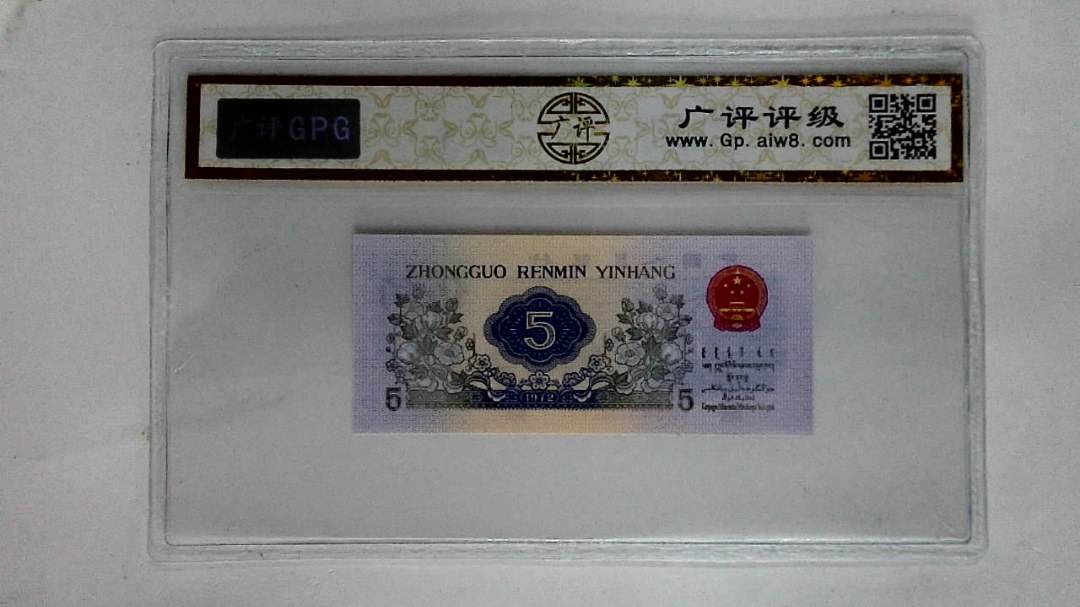 广评GPG
广评
广评评级
www. Gp. aiw8. com
ZHONGGUO RENMIN YINHANG
5
1972
5
5